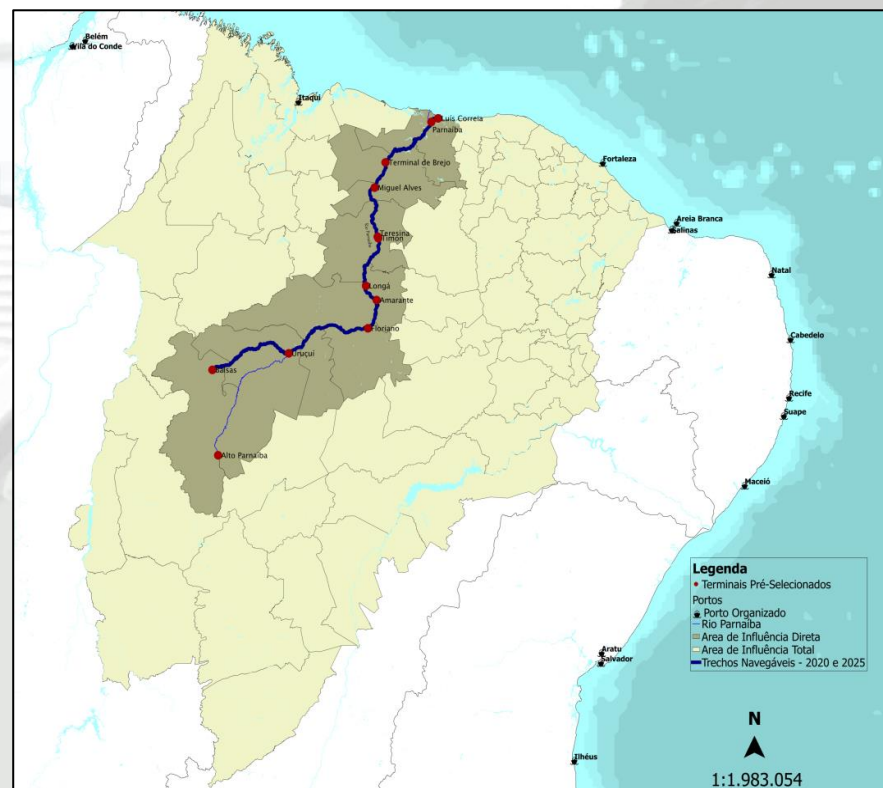 Belém
Vila do Conde
Itaqui
Luís Correia
Parnaíba
Terminal de Brejo
Fortaleza
Miguel Alves
Areia Branca
Salinas
Teresina
Timon
Natal
Longá
Amarante
Floriano
Cabedelo
Uruçuí
Balsas
Recife
Suape
Alto Parnaíba
Maceió
Legenda
Terminais Pré-Selecionados
Portos
Porto Organizado
Rio Parnaíba
Area de Influência Direta
Area de Influência Total
Trechos Navegáveis - 2020 e 2025
Aratu
Salvador
N
Ilhéus
1:1.983.054